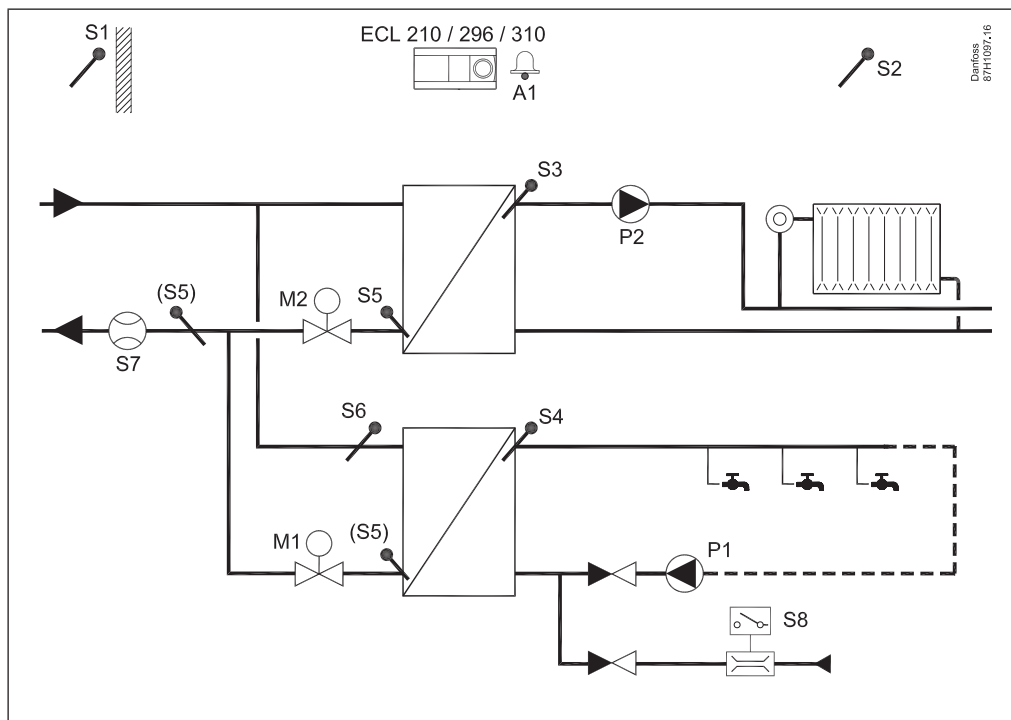 S1
ECL 210 / 296 / 310
A1
S2
Danfoss
87H1097.16
S3
P2
(S5)
M2
S5
S7
S6
S4
M1
(S5)
P1
S8